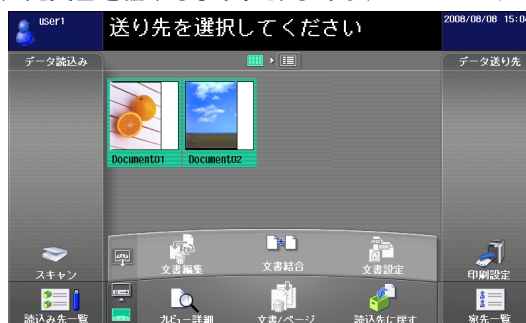 user1
送り先を選択してください
2008/08/08 15:04
データ読込み
データ送り先
Document01
Document02
スキャン
文書編集
文書結合
文書設定
印刷設定
読込み先一覧
プレビュー詳細
文書/ページ
読込先に戻す
宛先一覧